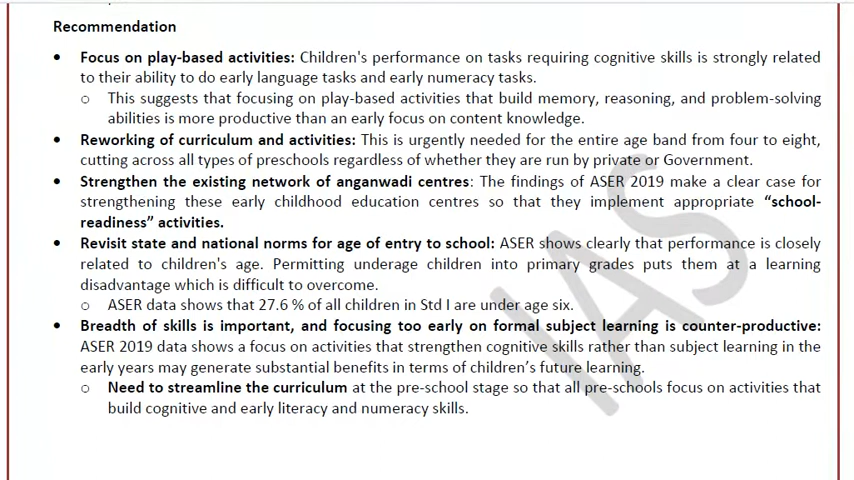 Recommendation
• Focus on play-based activities: Children's performance on tasks requiring cognitive skills is strongly related
to their ability to do early language tasks and early numeracy tasks.
o This suggests that focusing on play-based activities that build memory, reasoning, and problem-solving
abilities is more productive than an early focus on content knowledge.
• Reworking of curriculum and activities: This is urgently needed for the entire age band from four to eight,
cutting across all types of preschools regardless of whether they are run by private or Government.
• Strengthen the existing network of anganwadi centres: The findings of ASER 2019 make a clear case for
strengthening these early childhood education centres so that they implement appropriate “school-
readiness” activities.
• Revisit state and national norms for age of entry to school: ASER shows clearly that performance is closely
related to children's age. Permitting underage children into primary grades puts them at a learning
disadvantage which is difficult to overcome.
o ASER data shows that 27.6 % of all children in Std I are under age six.
• Breadth of skills is important, and focusing too early on formal subject learning is counter-productive:
ASER 2019 data shows a focus on activities that strengthen cognitive skills rather than subject learning in the
early years may generate substantial benefits in terms of children’s future learning.
o Need to streamline the curriculum at the pre-school stage so that all pre-schools focus on activities that
build cognitive and early literacy and numeracy skills.
IAS